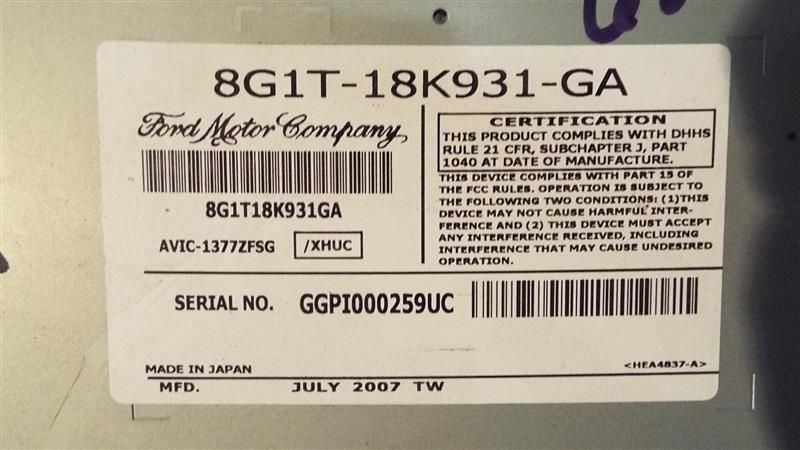 8G1T-18K931-GA
Ford Motor Company
8G1T18K931GA
AVIC-1377ZFSG /XHUC
CERTIFICATION
THIS PRODUCT COMPLIES WITH DHHS
RULE 21 CFR, SUBCHAPTER J, PART
1040 AT DATE OF MANUFACTURE.
THIS DEVICE COMPLIES WITH PART 15 OF
THE FCC RULES. OPERATION IS SUBJECT TO
THE FOLLOWING TWO CONDITIONS: (1)THIS
DEVICE MAY NOT CAUSE HARMFUL INTER-
FERENCE AND (2) THIS DEVICE MUST ACCEPT
ANY INTERFERENCE RECEIVED, INCLUDING
INTERFERENCE THAT MAY CAUSE UNDESIRED
OPERATION.
SERIAL NO. GGPI000259UC
MADE IN JAPAN <HEA4837-A>
MFD. JULY 2007 TW